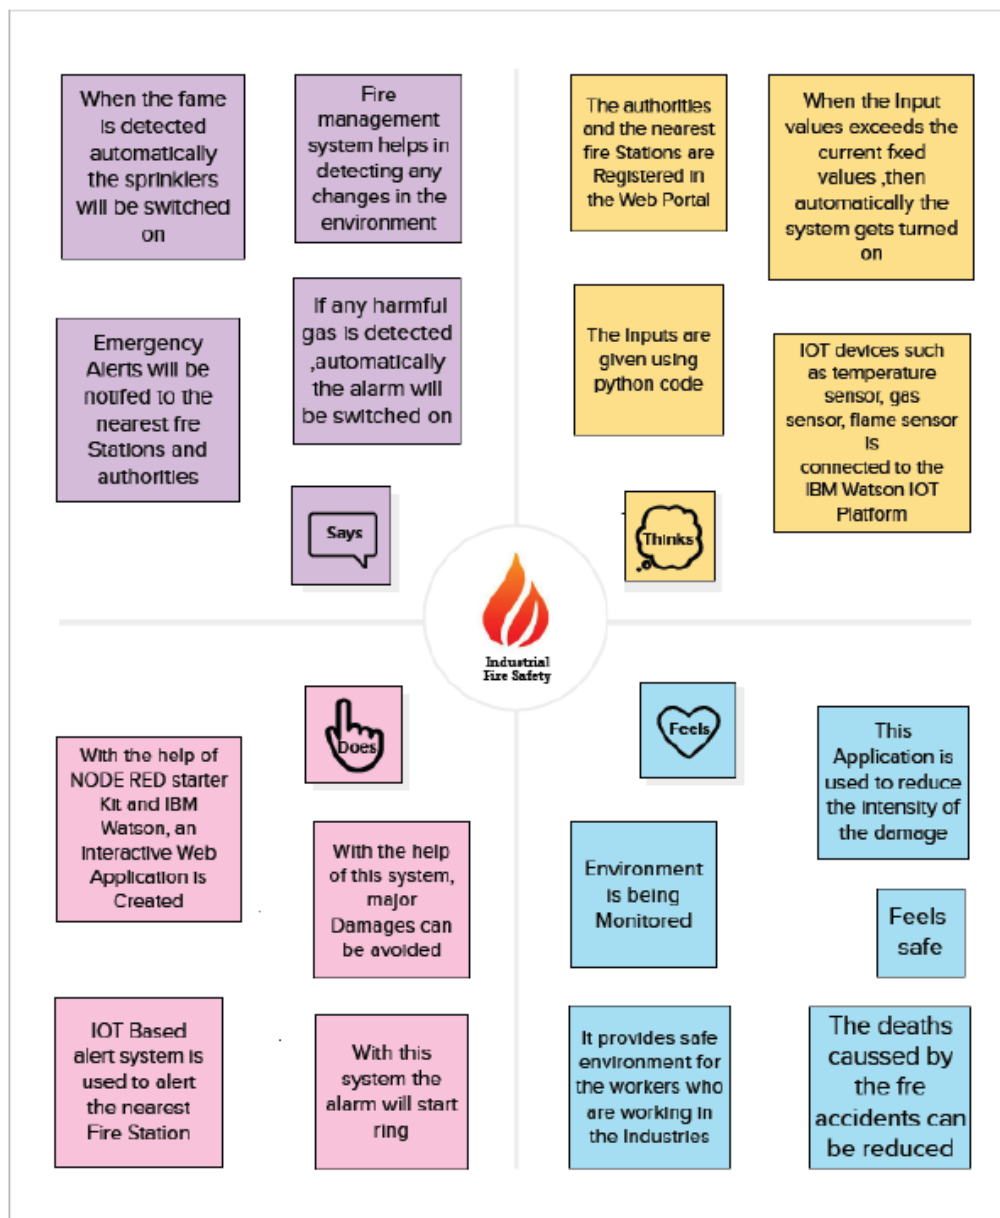 When the fame
is detected
automatically
the sprinklers
will be switched
on
Fire
management
system helps in
detecting any
changes in the
environment
Emergency
Alerts will be
notifed to the
nearest fre
Stations and
authorities
If any harmful
gas is detected
,automatically
the alarm will
be switched on
Says
The authorities
and the nearest
fire Stations are
Registered in
the Web Portal
When the Input
values exceeds the
current fxed
values ,then
automatically the
system gets turned
on
The Inputs are
given using
python code
IOT devices such
as temperature
sensor, gas
sensor, flame sensor
is
connected to the
IBM Watson IOT
Platform
Thinks
Industrial
Fire Safety
Does
With the help of
NODE RED starter
Kit and IBM
Watson, an
Interactive Web
Application is
Created
With the help
of this system,
major
Damages can
be avoided
IOT Based
alert system is
used to alert
the nearest
Fire Station
With this
system the
alarm will start
ring
Feels
This
Application is
used to reduce
the intensity of
the damage
Environment
is being
Monitored
Feels
safe
It provides safe
environment for
the workers who
are working in
the Industries
The deaths
caussed by
the fre
accidents can
be reduced